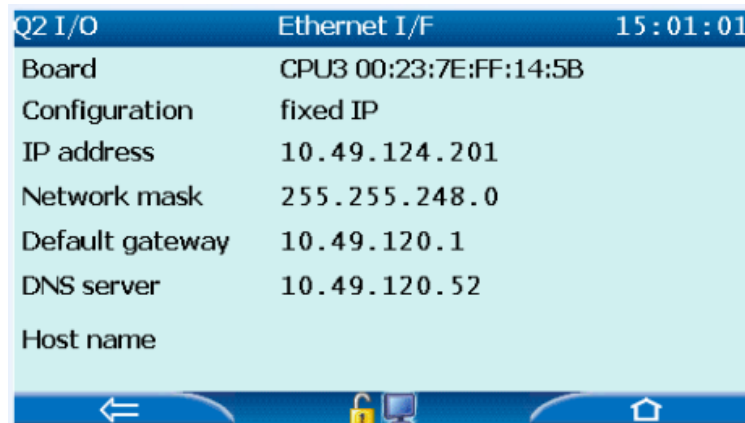 Q2 I/O Ethernet I/F 15:01:01
Board CPU3 00:23:7E:FF:14:5B
Configuration fixed IP
IP address 10.49.124.201
Network mask 255.255.248.0
Default gateway 10.49.120.1
DNS server 10.49.120.52
Host name
1